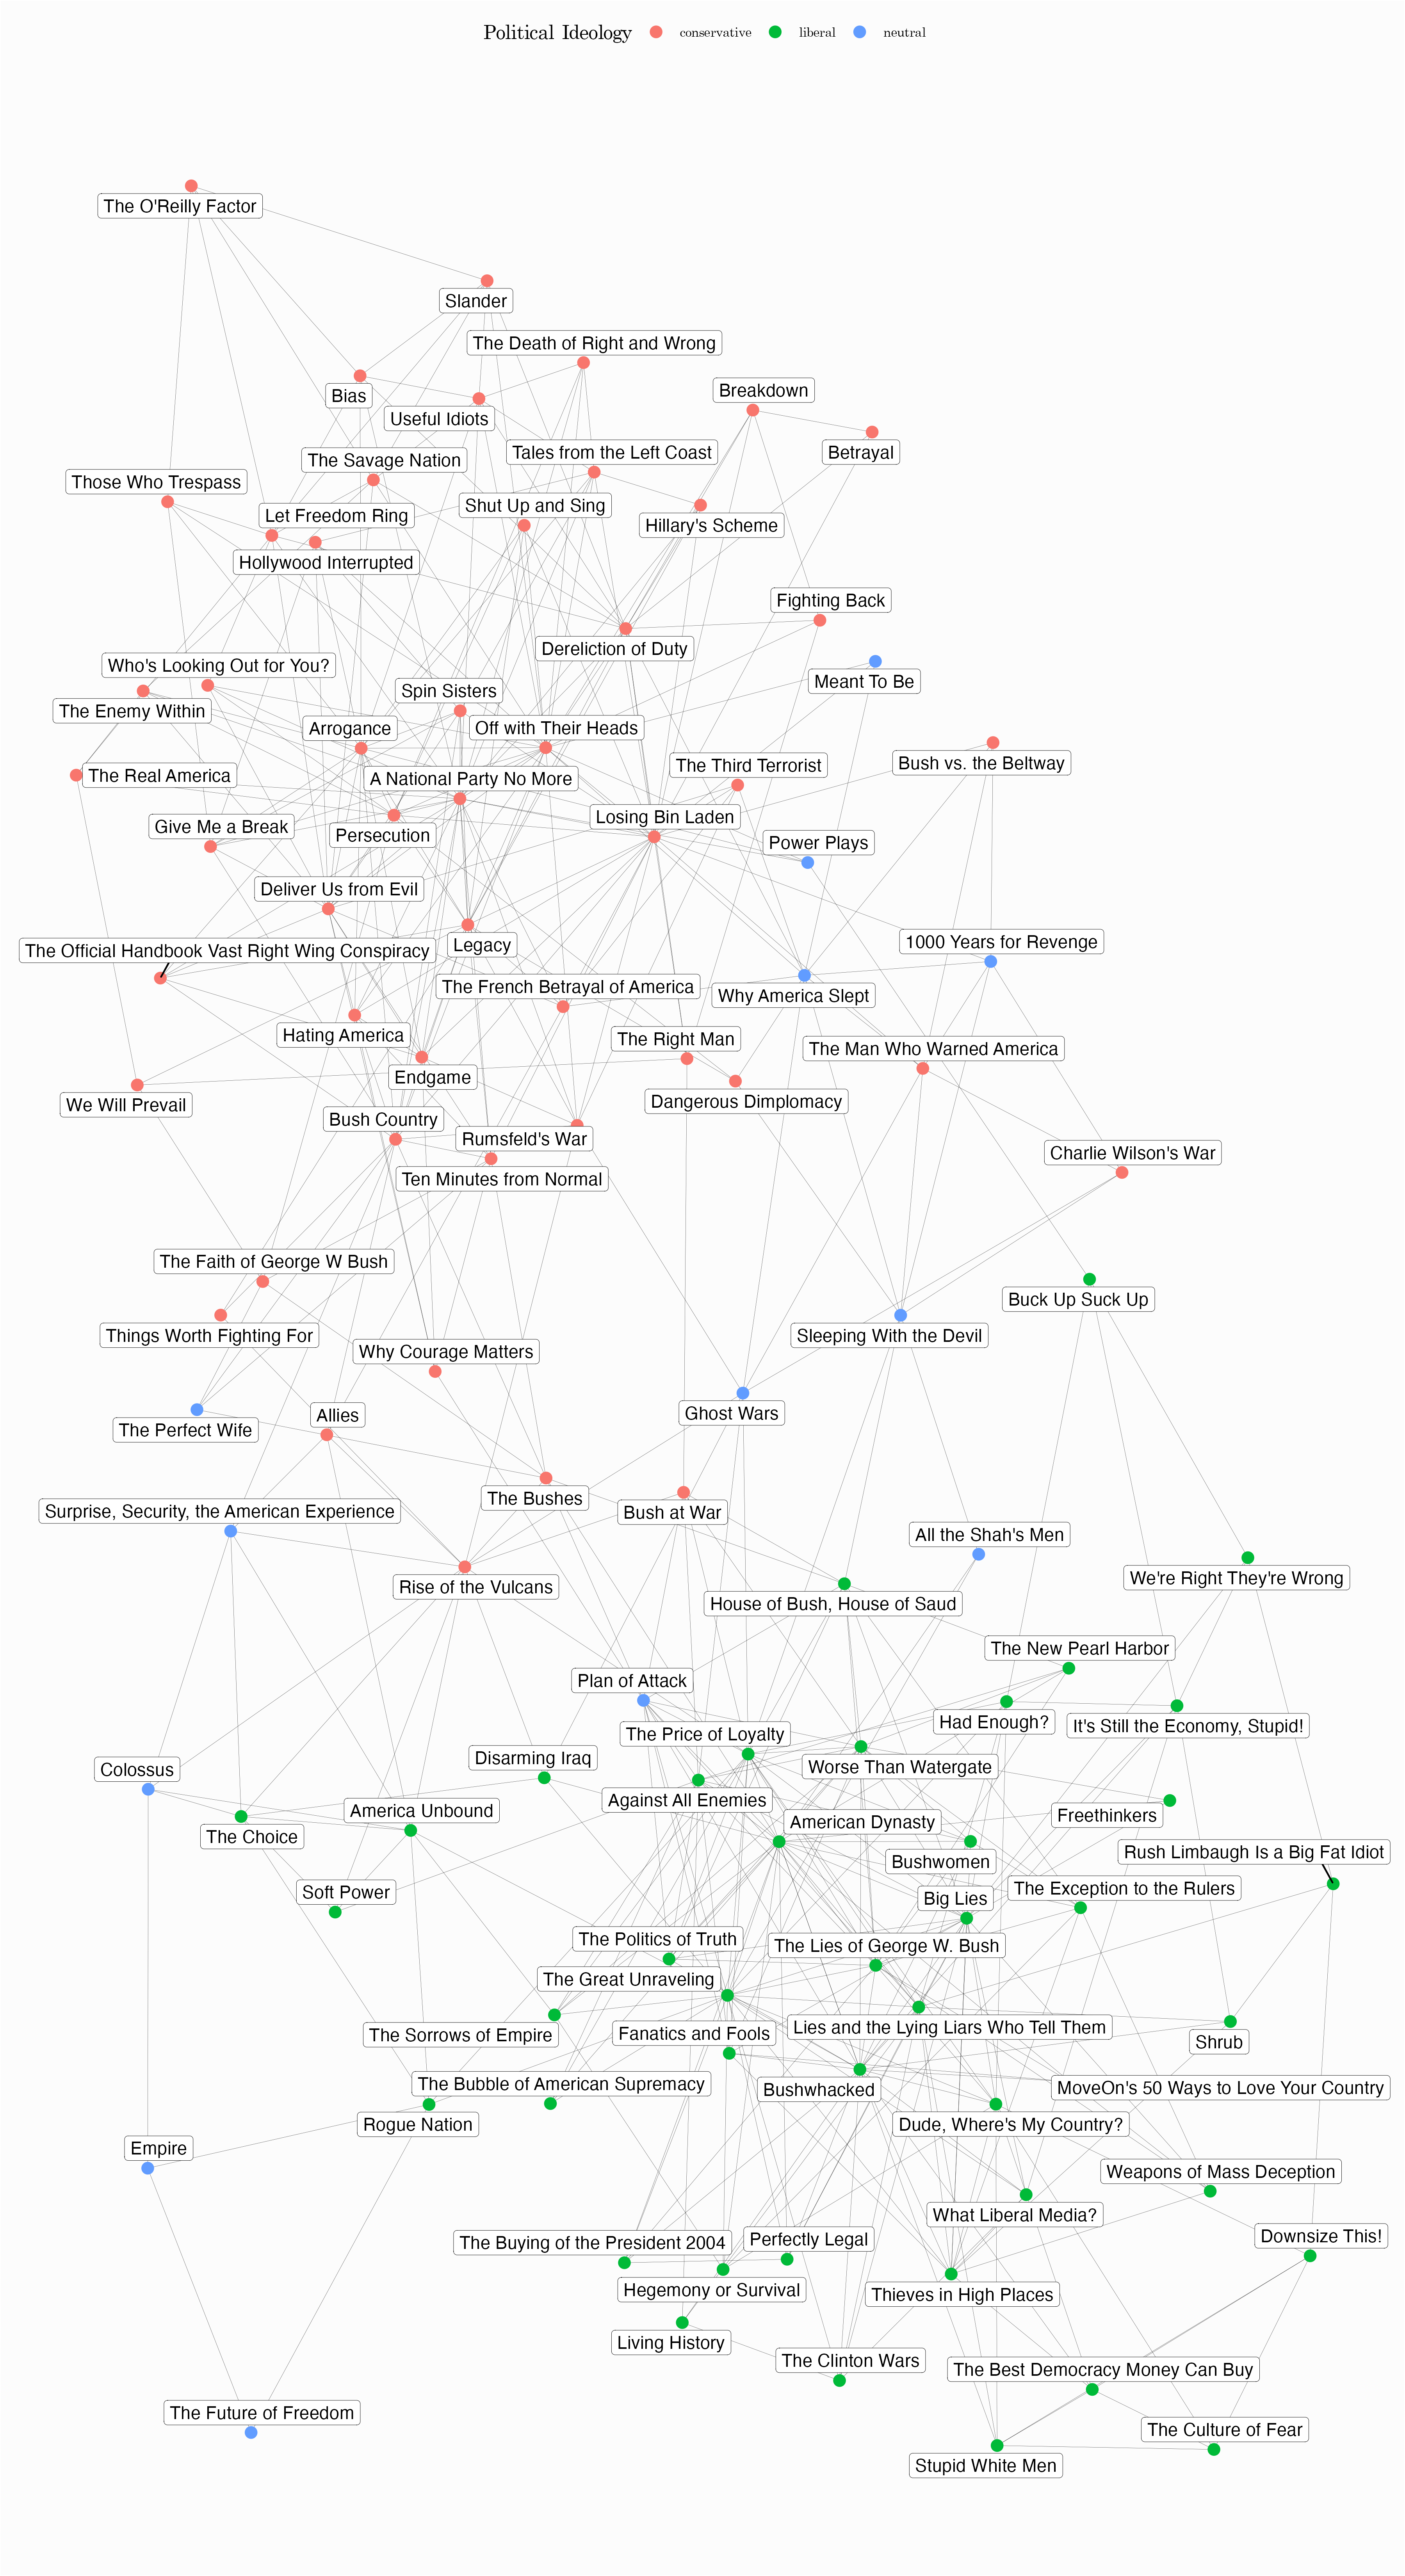 Political Ideology conservative liberal neutral
The O'Reilly Factor
Slander
The Death of Right and Wrong
Bias
Breakdown
Useful Idiots
Tales from the Left Coast
Betrayal
The Savage Nation
Those Who Trespass
Shut Up and Sing
Let Freedom Ring
Hillary's Scheme
Hollywood Interrupted
Fighting Back
Dereliction of Duty
Who's Looking Out for You?
Meant To Be
Spin Sisters
The Enemy Within
Arrogance
Off with Their Heads
Bush vs. the Beltway
The Third Terrorist
The Real America
A National Party No More
Losing Bin Laden
Give Me a Break
Persecution
Power Plays
Deliver Us from Evil
1000 Years for Revenge
Legacy
The Official Handbook Vast Right Wing Conspiracy
The French Betrayal of America
Why America Slept
Hating America
The Right Man
The Man Who Warned America
Endgame
Dangerous Dimplomacy
We Will Prevail
Bush Country
Rumsfeld's War
Charlie Wilson's War
Ten Minutes from Normal
The Faith of George W Bush
Buck Up Suck Up
Things Worth Fighting For
Sleeping With the Devil
Why Courage Matters
Ghost Wars
Allies
The Perfect Wife
The Bushes
Surprise, Security, the American Experience
Bush at War
All the Shah's Men
We're Right They're Wrong
Rise of the Vulcans
House of Bush, House of Saud
The New Pearl Harbor
Plan of Attack
Had Enough?
It's Still the Economy, Stupid!
The Price of Loyalty
Disarming Iraq
Worse Than Watergate
Colossus
Against All Enemies
America Unbound
Freethinkers
American Dynasty
The Choice
Rush Limbaugh Is a Big Fat Idiot
Bushwomen
The Exception to the Rulers
Soft Power
Big Lies
The Politics of Truth
The Lies of George W. Bush
The Great Unraveling
Lies and the Lying Liars Who Tell Them
The Sorrows of Empire
Fanatics and Fools
Shrub
The Bubble of American Supremacy
MoveOn's 50 Ways to Love Your Country
Bushwhacked
Rogue Nation
Dude, Where's My Country?
Empire
Weapons of Mass Deception
What Liberal Media?
Downsize This!
Perfectly Legal
The Buying of the President 2004
Hegemony or Survival
Thieves in High Places
Living History
The Clinton Wars
The Best Democracy Money Can Buy
The Future of Freedom
The Culture of Fear
Stupid White Men